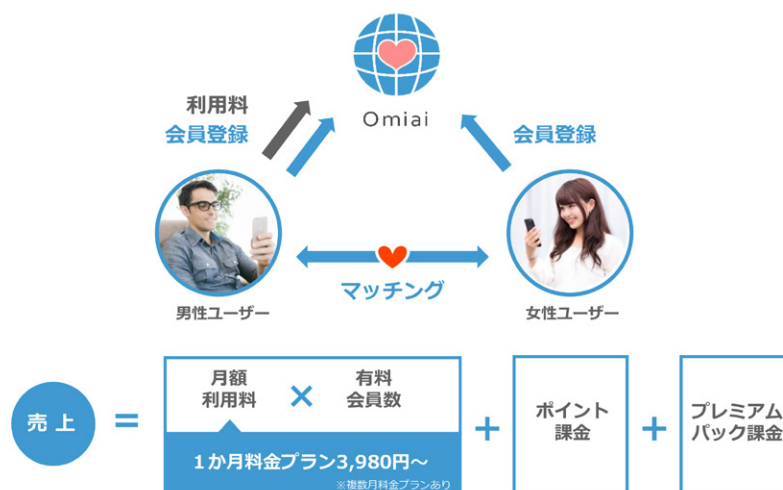 Omiai
利用料
会員登録
会員登録
マッチング
男性ユーザー
女性ユーザー
売上
=
月額
利用料
×
有料
会員数
1か月料金プラン3,980円～
※複数月料金プランあり
+
ポイント
課金
+
プレミアム
パック課金